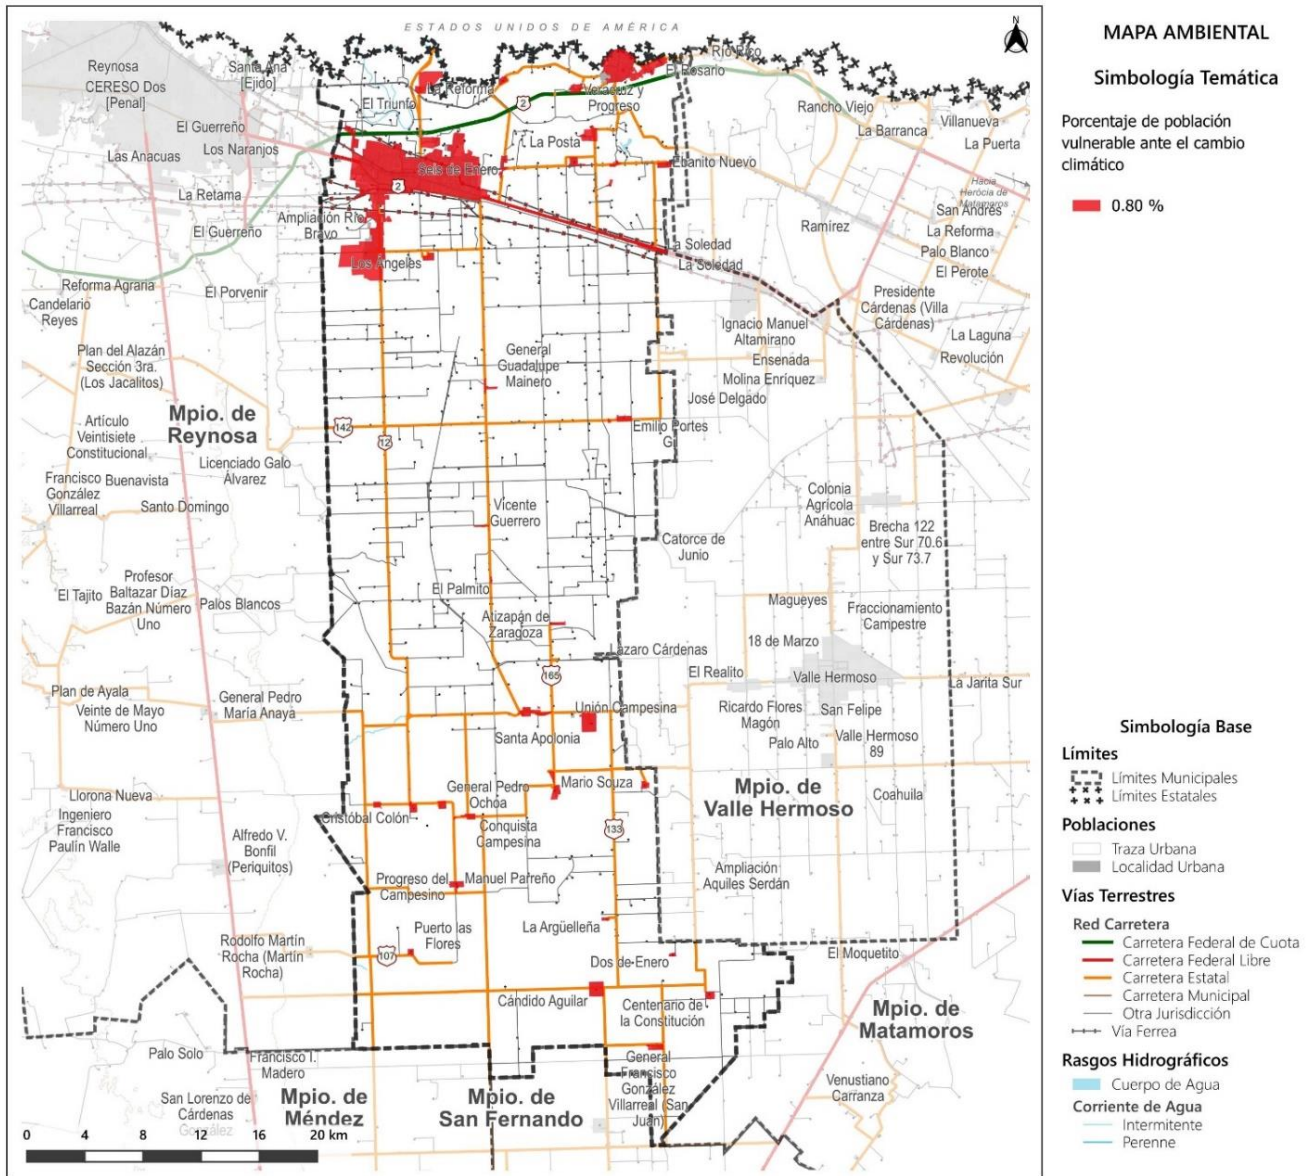 ESTADOS UNIDOS DE AMÉRICA
N
Río Rico
Reynosa
Santa Ana
[Ejido]
El Rosario
CERESO Dos
[Penal]
La Reforma
Veracruz y
Progreso
El Triunfo
2
Rancho Viejo
Villanueva
El Guerreño
La Barranca
La Puerta
Los Naranjos
La Posta
Las Anacuas
Seis de Enero
Ebanito Nuevo
2
Hacia
Heróica de
Matamoros
La Retama
San Andrés
Ampliación Río
Bravo
Ramírez
La Reforma
El Guerreño
La Soledad
Palo Blanco
Los Ángeles
La Soledad
El Perote
Reforma Agraria
El Porvenir
Presidente
Cárdenas (Villa
Cárdenas)
Candelario
Reyes
Ignacio Manuel
Altamirano
La Laguna
Plan del Alazán
Sección 3ra.
(Los Jacalitos)
General
Guadalupe
Mainero
Ensenada
Revolución
Molina Enríquez
José Delgado
Mpio. de
Reynosa
142
12
Emilio Portes
G
Artículo
Veintisiete
Constitucional
Licenciado Galo
Álvarez
Francisco
González
Villarreal
Buenavista
Santo Domingo
Vicente
Guerrero
Colonia
Agrícola
Anáhuac
Brecha 122
entre Sur 70.6
y Sur 73.7
Catorce de
Junio
Profesor
Baltazar Díaz
Bazán Número
Uno
El Tajito
Palos Blancos
El Palmito
Magueyes
Fraccionamiento
Campestre
Atizapán de
Zaragoza
18 de Marzo
Lázaro Cárdenas
165
El Realito
Valle Hermoso
La Jarita Sur
Plan de Ayala
General Pedro
María Anaya
Veinte de Mayo
Número Uno
Unión Campesina
Ricardo Flores
Magón
San Felipe
Santa Apolonia
Palo Alto
Valle Hermoso
89
Mario Souza
Mpio. de
Valle Hermoso
Llorona Nueva
General Pedro
Ochoa
Coahuila
Ingeniero
Francisco
Paulín Walle
Cristóbal Colón
Conquista
Campesina
133
Alfredo V.
Bonfil
(Periquitos)
Progreso del
Campesino
Manuel Parreño
Ampliación
Aquiles Serdán
Puerto las
Flores
La Argüelleña
Rodolfo Martín
Rocha (Martín
Rocha)
107
Dos de Enero
El Moquetito
Cándido Aguilar
Centenario de
la Constitución
Mpio. de
Matamoros
Palo Solo
Francisco I.
Madero
General
Francisco
González
Villarreal (San
Juan)
Venustiano
Carranza
San Lorenzo de
Cárdenas
González
Mpio. de
Méndez
Mpio. de
San Fernando
0 4 8 12 16 20 km
MAPA AMBIENTAL
Simbología Temática
Porcentaje de población
vulnerable ante el cambio
climático
0.80 %
Simbología Base
Límites
Límites Municipales
Límites Estatales
Poblaciones
Traza Urbana
Localidad Urbana
Vías Terrestres
Red Carretera
Carretera Federal de Cuota
Carretera Federal Libre
Carretera Estatal
Carretera Municipal
Otra Jurisdicción
Vía Ferrea
Rasgos Hidrográficos
Cuerpo de Agua
Corriente de Agua
Intermitente
Perenne